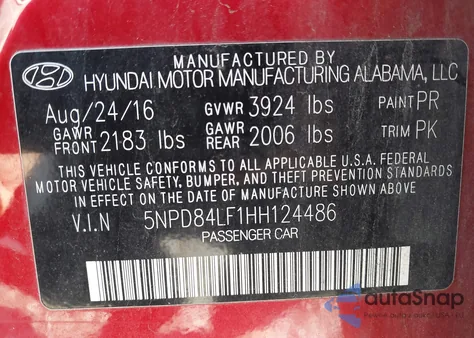 MANUFACTURED BY
HYUNDAI MOTOR MANUFACTURING ALABAMA, LLC
Aug/24/16 GVWR 3924 lbs PAINT PR
GAWR FRONT 2183 lbs GAWR REAR 2006 lbs TRIM PK
THIS VEHICLE CONFORMS TO ALL APPLICABLE U.S.A. FEDERAL
MOTOR VEHICLE SAFETY, BUMPER, AND THEFT PREVENTION STANDARDS
IN EFFECT ON THE DATE OF MANUFACTURE SHOWN ABOVE.
V.I.N 5NPD84LF1HH124486
PASSENGER CAR
autoSnap